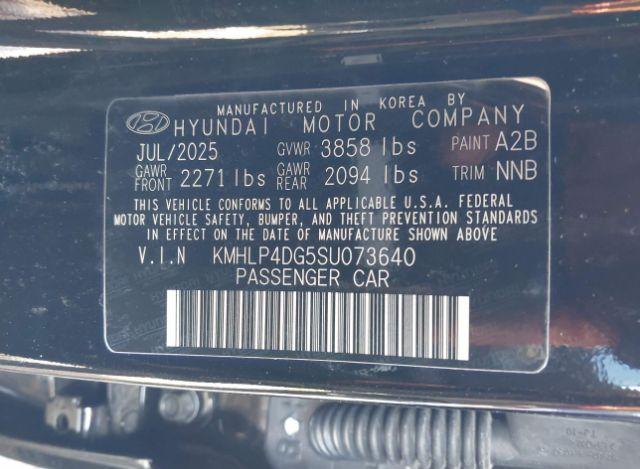 MANUFACTURED IN KOREA BY
HYUNDAI MOTOR COMPANY
JUL/2025 GVWR 3858 lbs PAINT A2B
GAWR FRONT 2271 lbs GAWR REAR 2094 lbs TRIM NNB
THIS VEHICLE CONFORMS TO ALL APPLICABLE U.S.A. FEDERAL
MOTOR VEHICLE SAFETY, BUMPER, AND THEFT PREVENTION STANDARDS
IN EFFECT ON THE DATE OF MANUFACTURE SHOWN ABOVE
V.I.N KMHLP4DG5SU073640
PASSENGER CAR